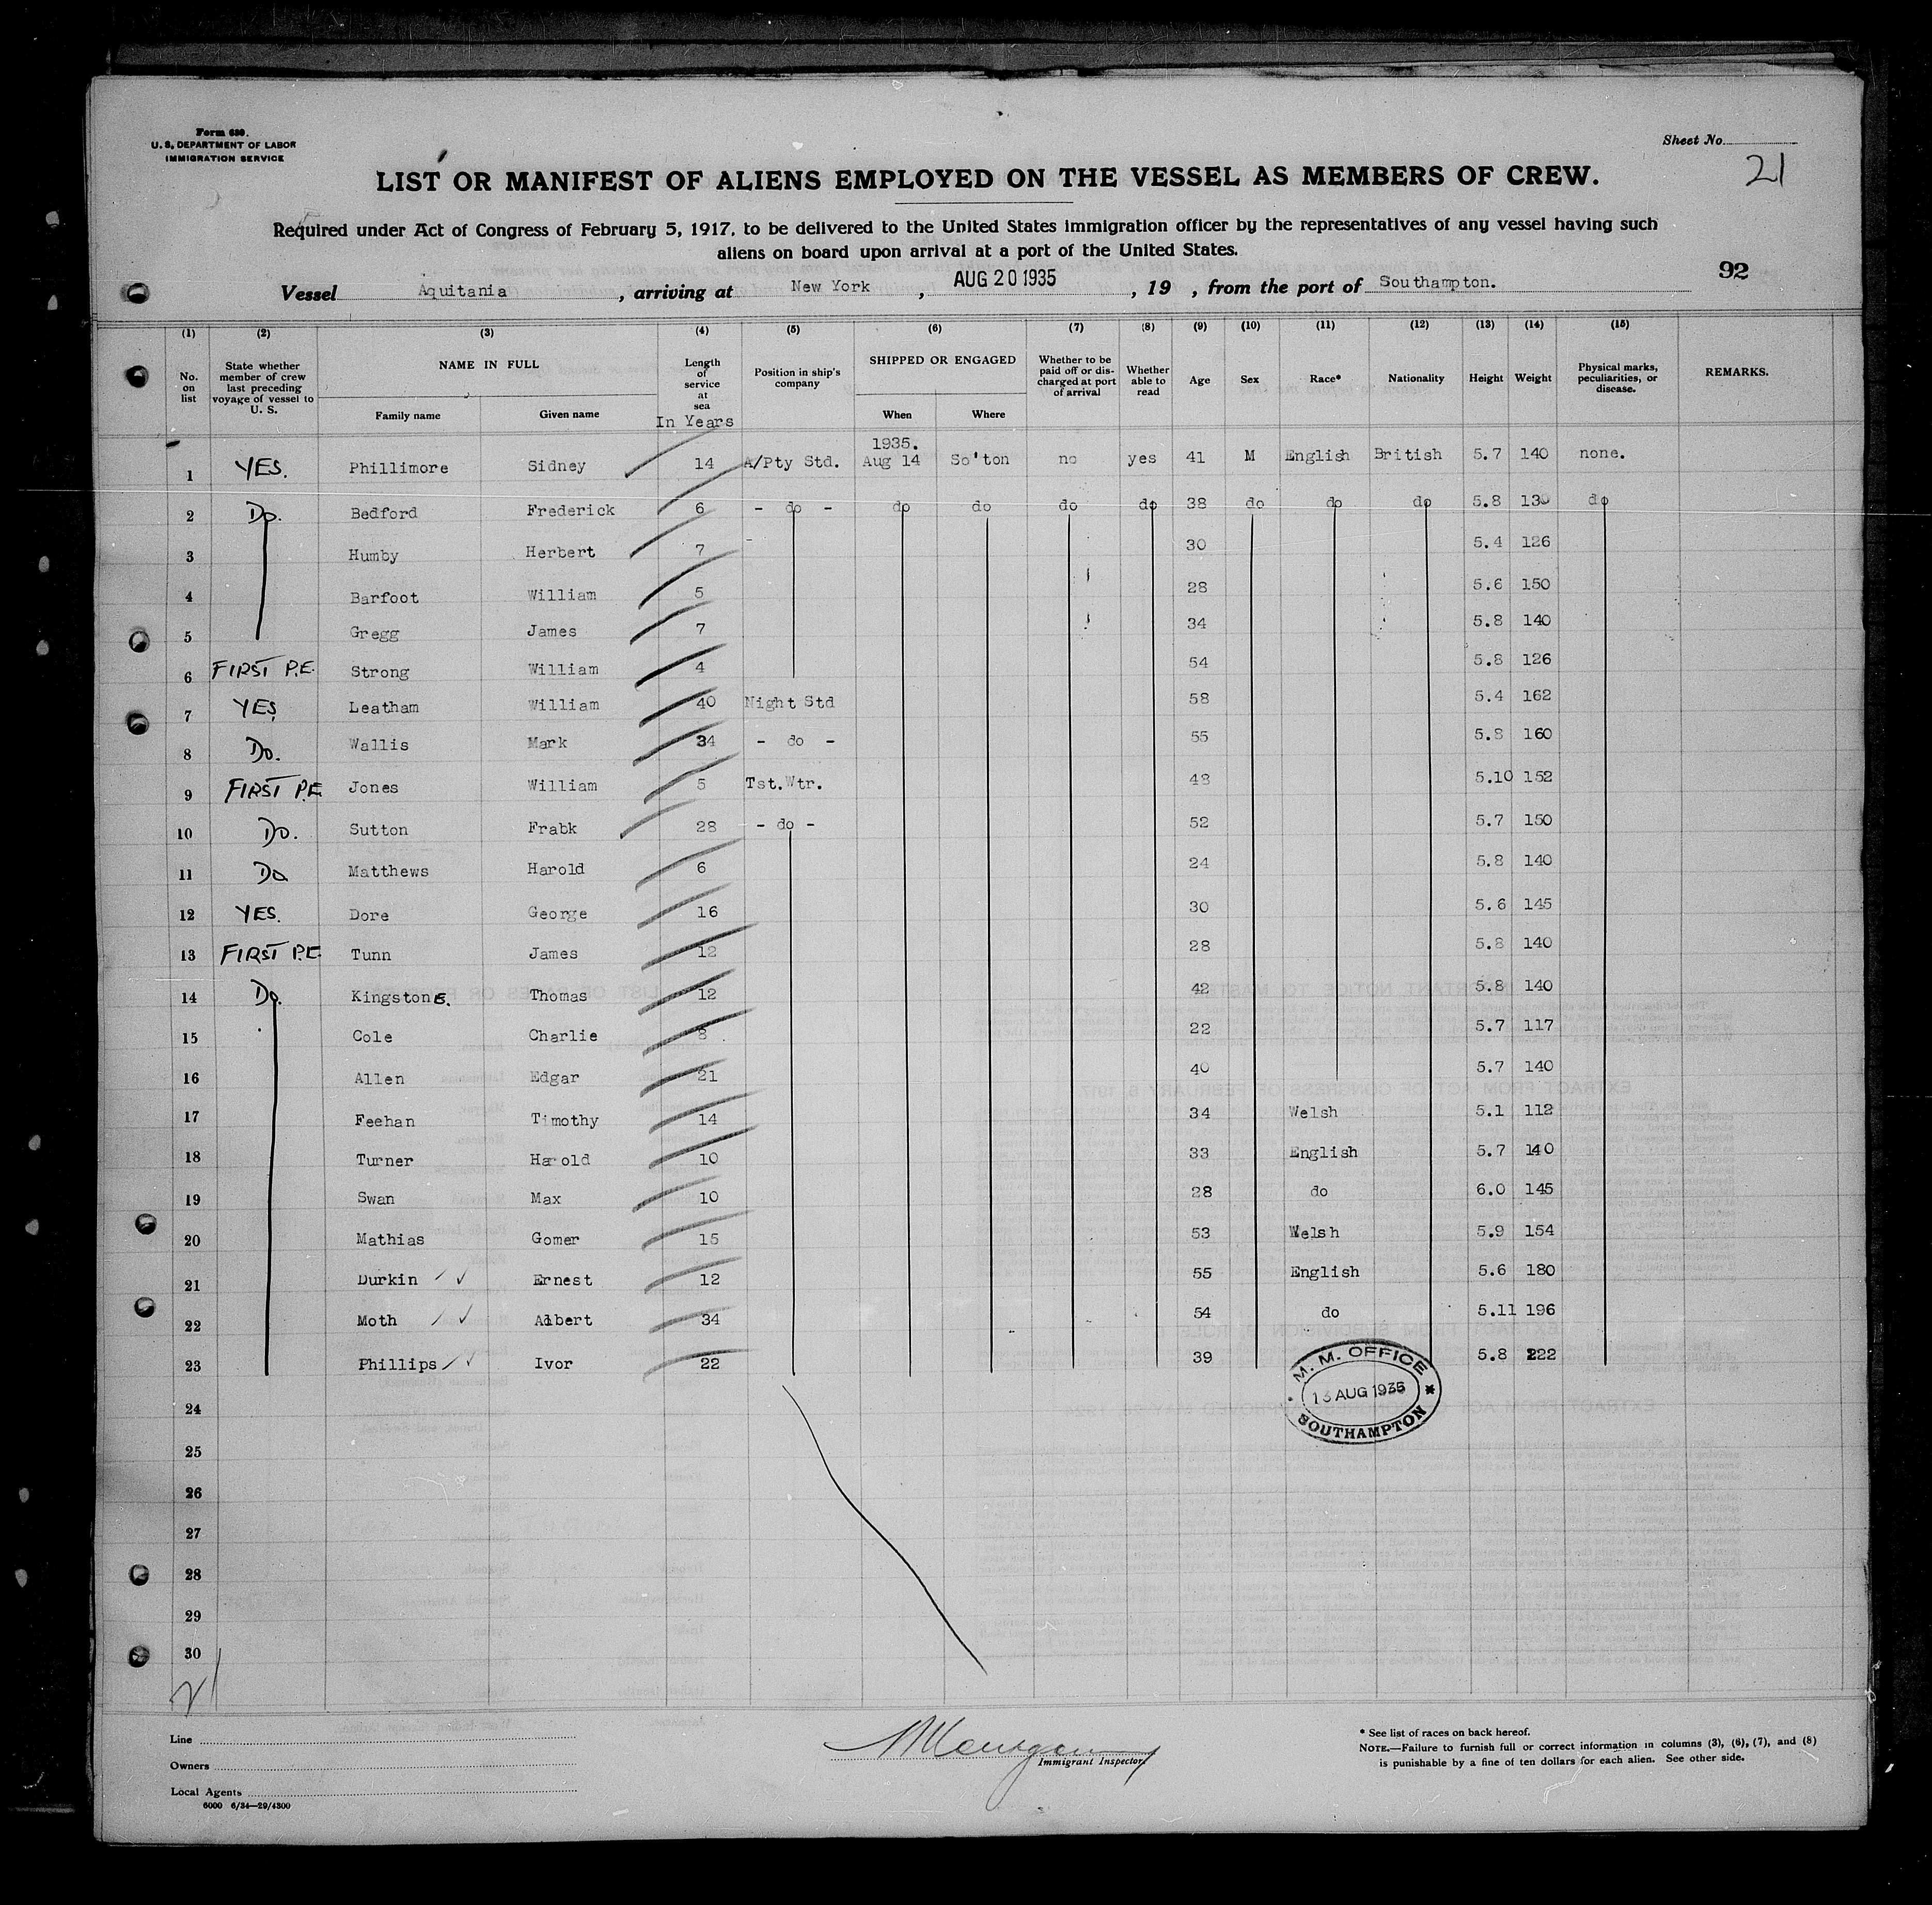 Form 680.
U. S. DEPARTMENT OF LABOR
IMMIGRATION SERVICE
Sheet No.
21
LIST OR MANIFEST OF ALIENS EMPLOYED ON THE VESSEL AS MEMBERS OF CREW.
Required under Act of Congress of February 5, 1917, to be delivered to the United States immigration officer by the representatives of any vessel having such
aliens on board upon arrival at a port of the United States.
92
Vessel Aquitania, arriving at New York, AUG 20 1935, 19 , from the port of Southampton.
(1) (2) (3) (4) (5) (6) (7) (8) (9) (10) (11) (12) (13) (14) (15)
No. on list State whether member of crew last preceding voyage of vessel to U. S. NAME IN FULL Family name Given name Length of service at sea In Years Position in ship's company SHIPPED OR ENGAGED When Where Whether to be paid off or discharged at port of arrival Whether able to read Age Sex Race* Nationality Height Weight Physical marks, peculiarities, or disease. REMARKS.
1935.
1 YES. Phillimore Sidney 14 A/Pty Std. Aug 14 So'ton no yes 41 M English British 5.7 140 none.
2 Do. Bedford Frederick 6 - do - do do do do 38 do do do 5.8 130 do
3 Humby Herbert 7 30 5.4 126
4 Barfoot William 5 28 5.6 150
5 Gregg James 7 34 5.8 140
6 FIRST P.E. Strong William 4 54 5.8 126
7 YES Leatham William 40 Night Std 58 5.4 162
8 Do. Wallis Mark 34 - do - 55 5.8 160
9 FIRST P.E Jones William 5 Tst.Wtr. 48 5.10 152
10 Do. Sutton Frabk 28 - do - 52 5.7 150
11 Do Matthews Harold 6 24 5.8 140
12 YES. Dore George 16 30 5.6 145
13 FIRST P.E Tunn James 12 28 5.8 140
14 Do. KingstonE. Thomas 12 42 5.8 140
15 Cole Charlie 8 22 5.7 117
16 Allen Edgar 21 40 5.7 140
17 Feehan Timothy 14 34 Welsh 5.1 112
18 Turner Harold 10 33 English 5.7 140
19 Swan Max 10 28 do 6.0 145
20 Mathias Gomer 15 53 Welsh 5.9 154
21 Durkin Ernest 12 55 English 5.6 180
22 Moth Albert 34 54 do 5.11 196
23 Phillips Ivor 22 39 5.8 222
M. M. OFFICE
13 AUG 1935
SOUTHAMPTON
24
25
26
27
28
29
30
21
Line
Owners
Local Agents
6000 6/34—29/4300
Immigrant Inspector
* See list of races on back hereof.
NOTE.—Failure to furnish full or correct information in columns (3), (6), (7), and (8)
is punishable by a fine of ten dollars for each alien. See other side.